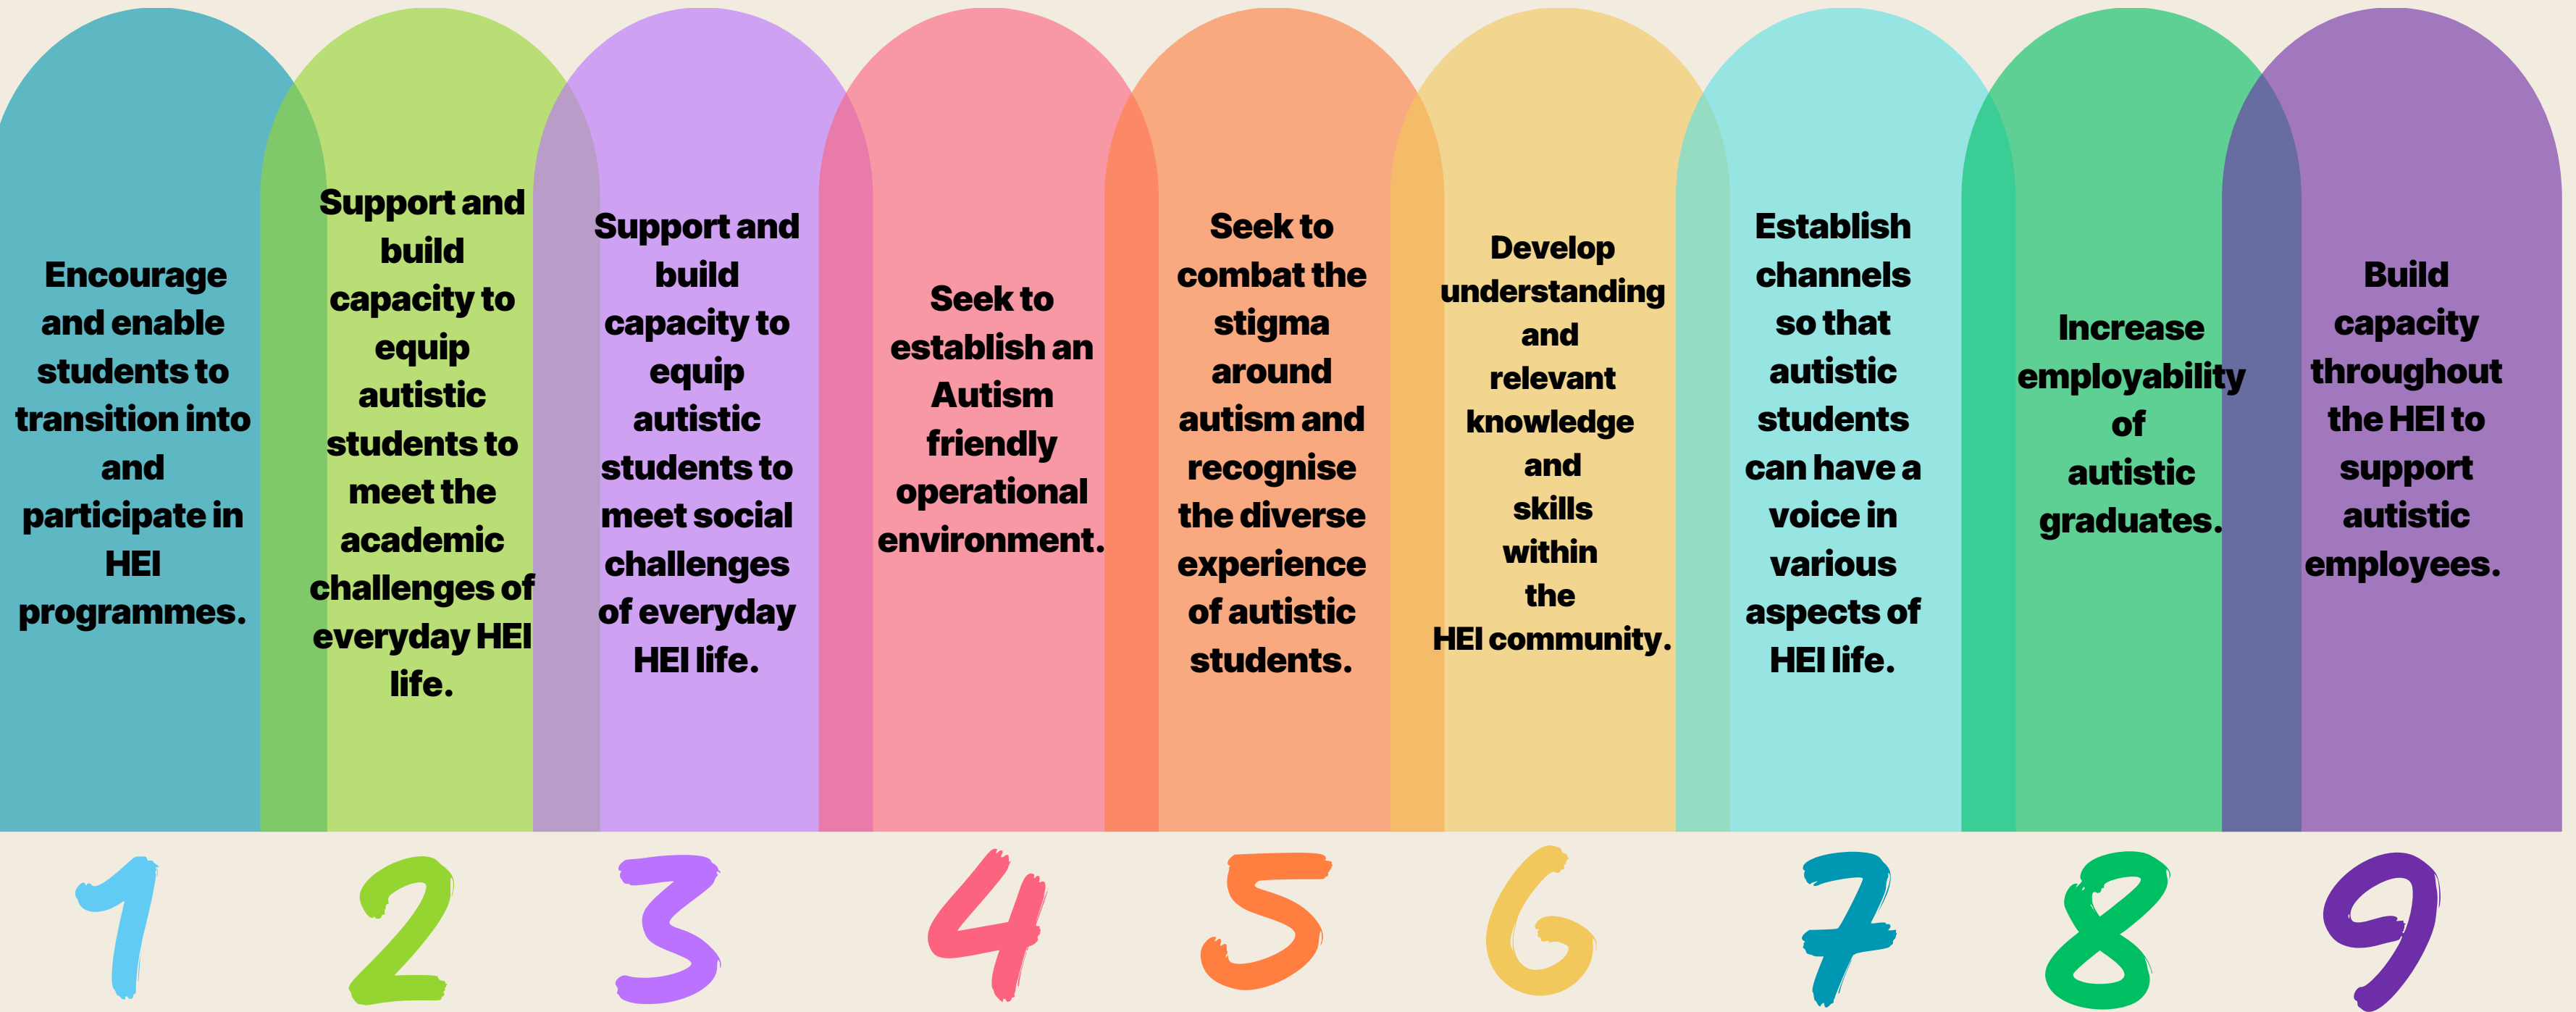 Encourage
and enable
students to
transition into
and
participate in
HEI
programmes.
Support and
build
capacity to
equip
autistic
students to
meet the
academic
challenges of
everyday HEI
life.
Support and
build
capacity to
equip
autistic
students to
meet social
challenges
of everyday
HEI life.
Seek to
establish an
Autism
friendly
operational
environment.
Seek to
combat the
stigma
around
autism and
recognise
the diverse
experience
of autistic
students.
Develop
understanding
and
relevant
knowledge
and
skills
within
the
HEI community.
Establish
channels
so that
autistic
students
can have a
voice in
various
aspects of
HEI life.
Increase
employability
of
autistic
graduates.
Build
capacity
throughout
the HEI to
support
autistic
employees.
1 2 3 4 5 6 7 8 9